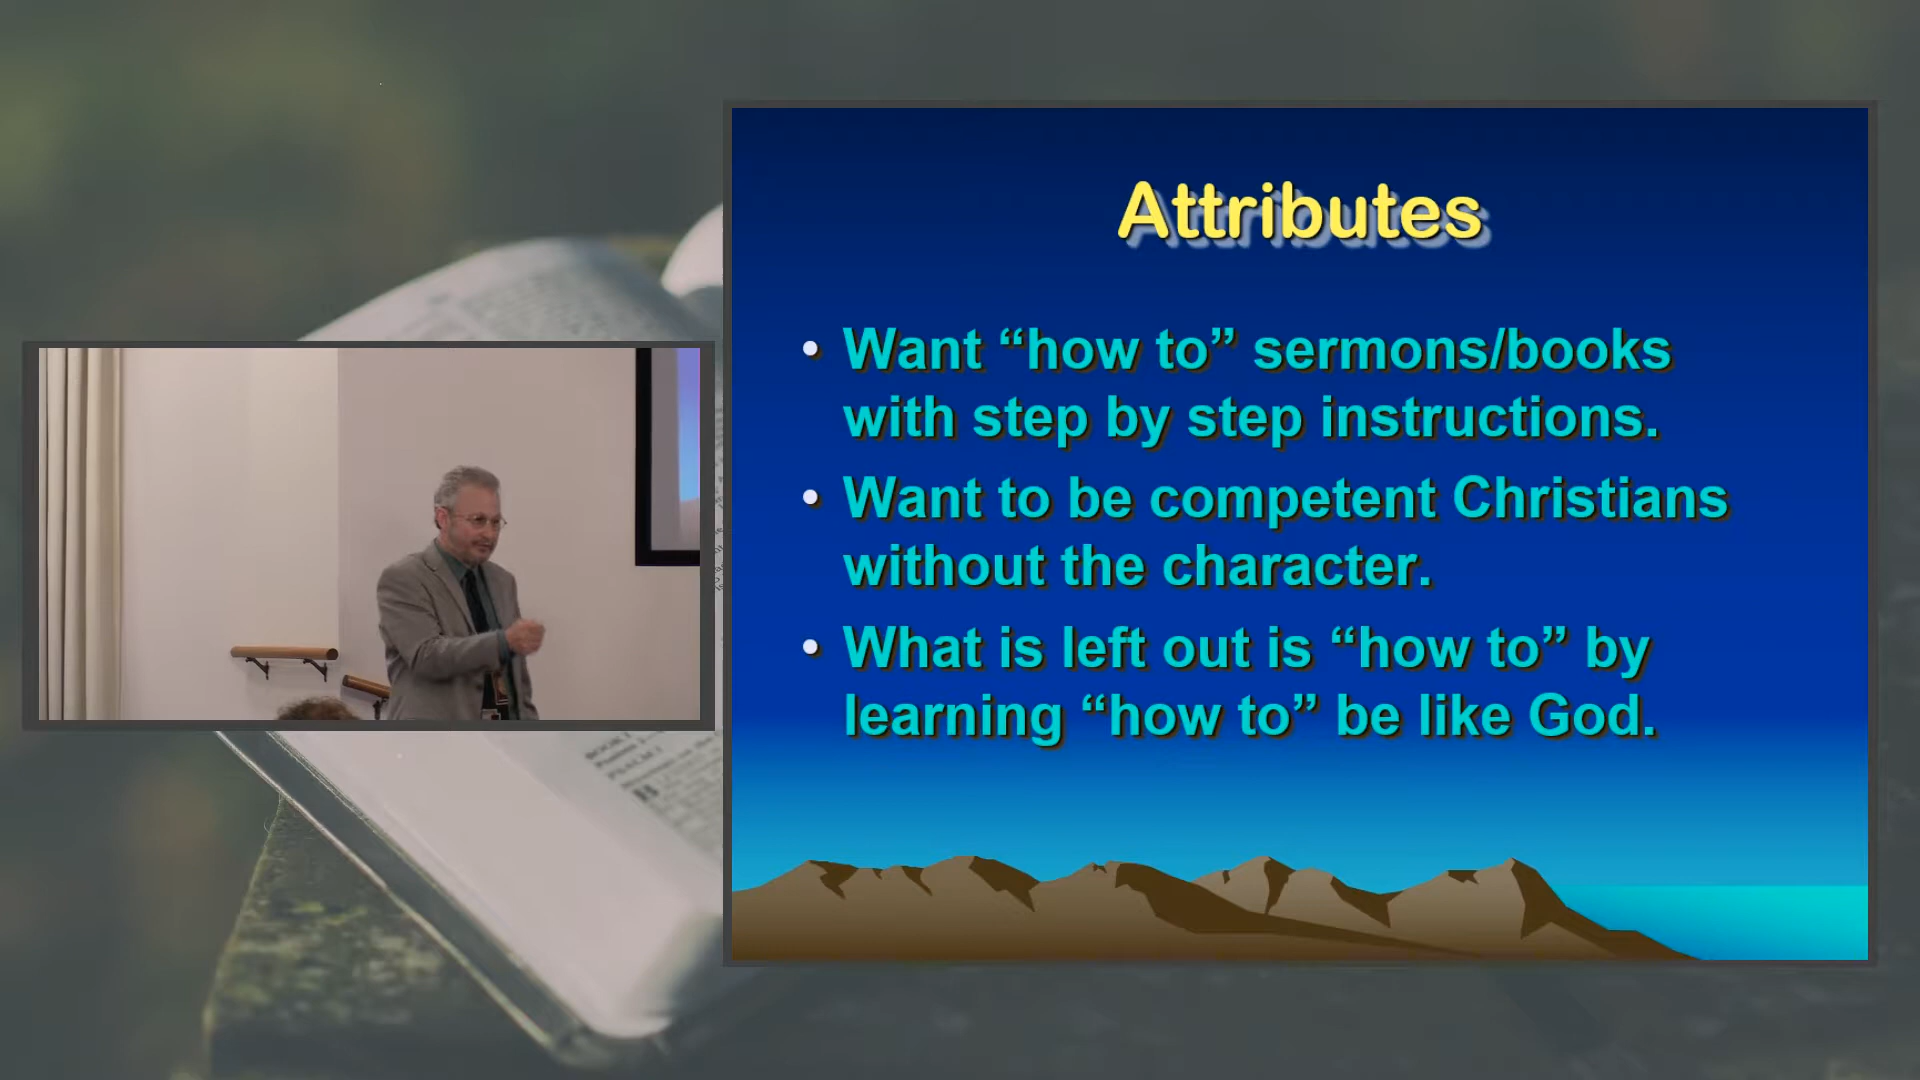 Attributes
• Want “how to” sermons/books
with step by step instructions.
• Want to be competent Christians
without the character.
• What is left out is “how to” by
learning “how to” be like God.